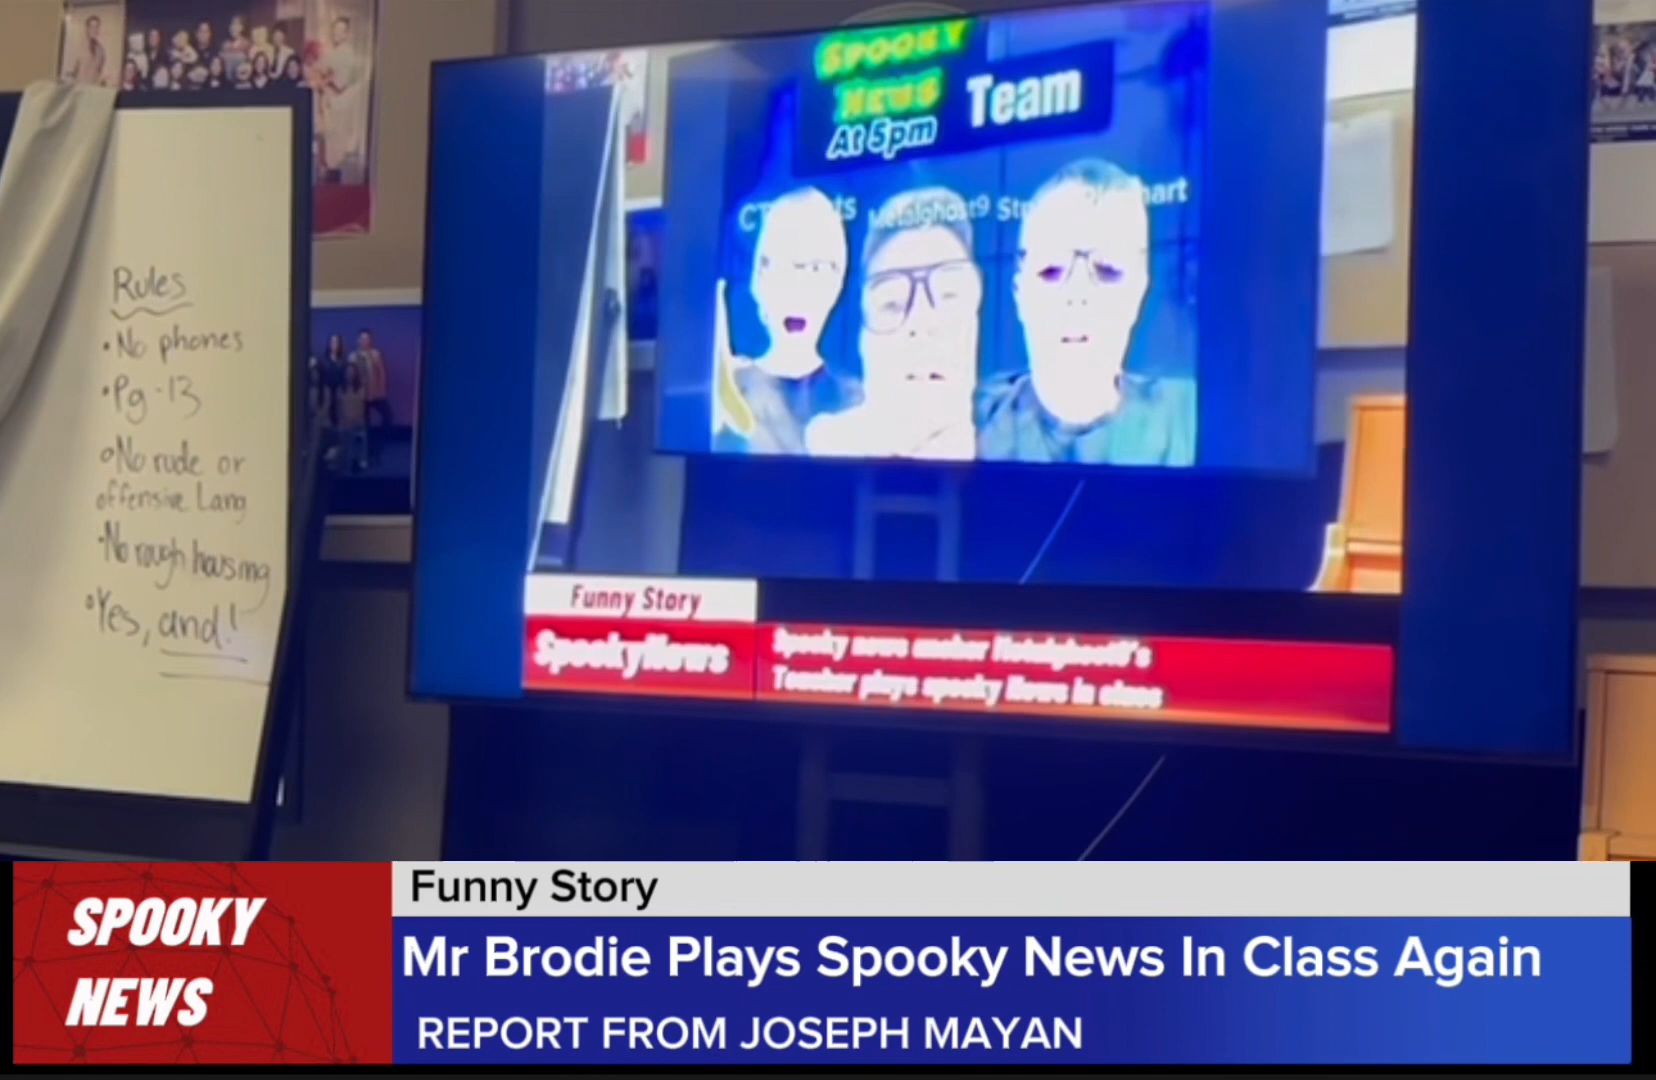 Rules
• No phones
• Pg-13
• No rude or
offensive Lang
• No rough housing
• Yes, and!
SPOOKY
NEWS
At 5pm
Team
Funny Story
SpookyNews
Spooky news
Teacher plays spooky News in class
SPOOKY
NEWS
Funny Story
Mr Brodie Plays Spooky News In Class Again
REPORT FROM JOSEPH MAYAN